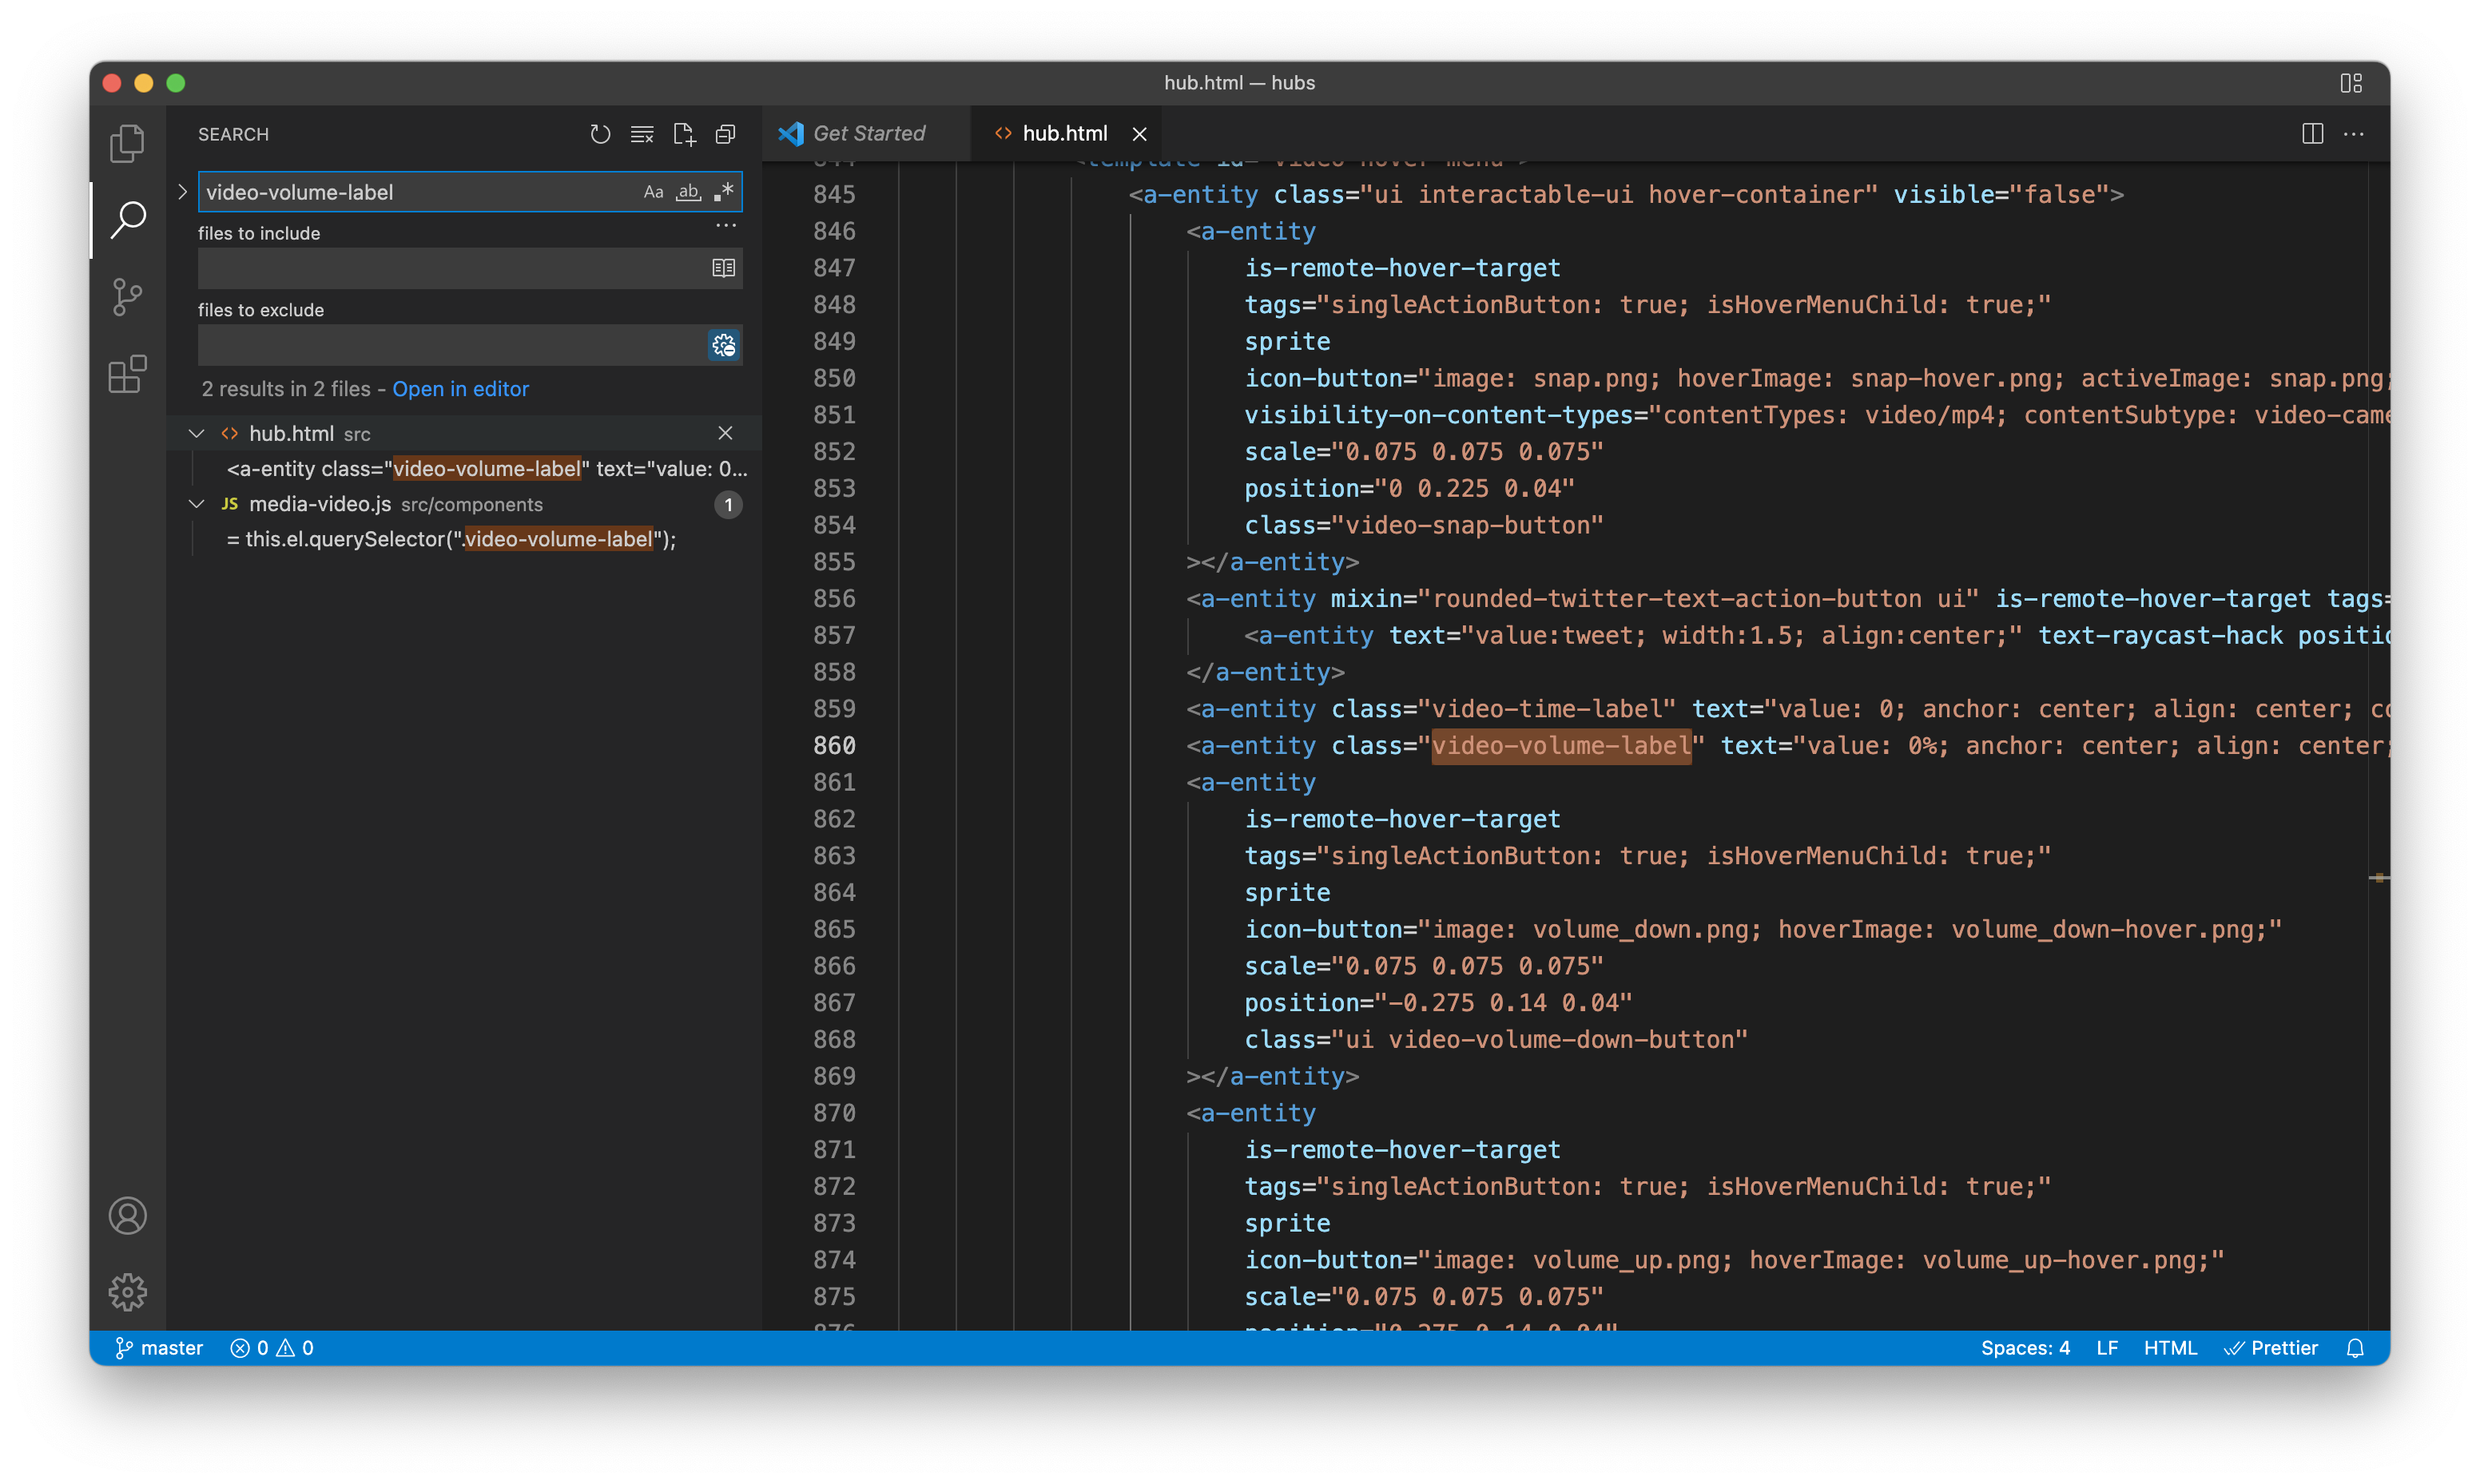 hub.html — hubs
SEARCH
video-volume-label
Aa ab .*
files to include
files to exclude
2 results in 2 files - Open in editor
hub.html src
<a-entity class="video-volume-label" text="value: 0...
JS media-video.js src/components 1
= this.el.querySelector(".video-volume-label");
Get Started
hub.html
844 <template id="video-hover-menu">
845 <a-entity class="ui interactable-ui hover-container" visible="false">
846 <a-entity
847 is-remote-hover-target
848 tags="singleActionButton: true; isHoverMenuChild: true;"
849 sprite
850 icon-button="image: snap.png; hoverImage: snap-hover.png; activeImage: snap.png;
851 visibility-on-content-types="contentTypes: video/mp4; contentSubtype: video-came
852 scale="0.075 0.075 0.075"
853 position="0 0.225 0.04"
854 class="video-snap-button"
855 ></a-entity>
856 <a-entity mixin="rounded-twitter-text-action-button ui" is-remote-hover-target tags=
857 <a-entity text="value:tweet; width:1.5; align:center;" text-raycast-hack positio
858 </a-entity>
859 <a-entity class="video-time-label" text="value: 0; anchor: center; align: center; co
860 <a-entity class="video-volume-label" text="value: 0%; anchor: center; align: center;
861 <a-entity
862 is-remote-hover-target
863 tags="singleActionButton: true; isHoverMenuChild: true;"
864 sprite
865 icon-button="image: volume_down.png; hoverImage: volume_down-hover.png;"
866 scale="0.075 0.075 0.075"
867 position="-0.275 0.14 0.04"
868 class="ui video-volume-down-button"
869 ></a-entity>
870 <a-entity
871 is-remote-hover-target
872 tags="singleActionButton: true; isHoverMenuChild: true;"
873 sprite
874 icon-button="image: volume_up.png; hoverImage: volume_up-hover.png;"
875 scale="0.075 0.075 0.075"
876 position="0.275 0.14 0.04"
master 0 0
Spaces: 4 LF HTML Prettier